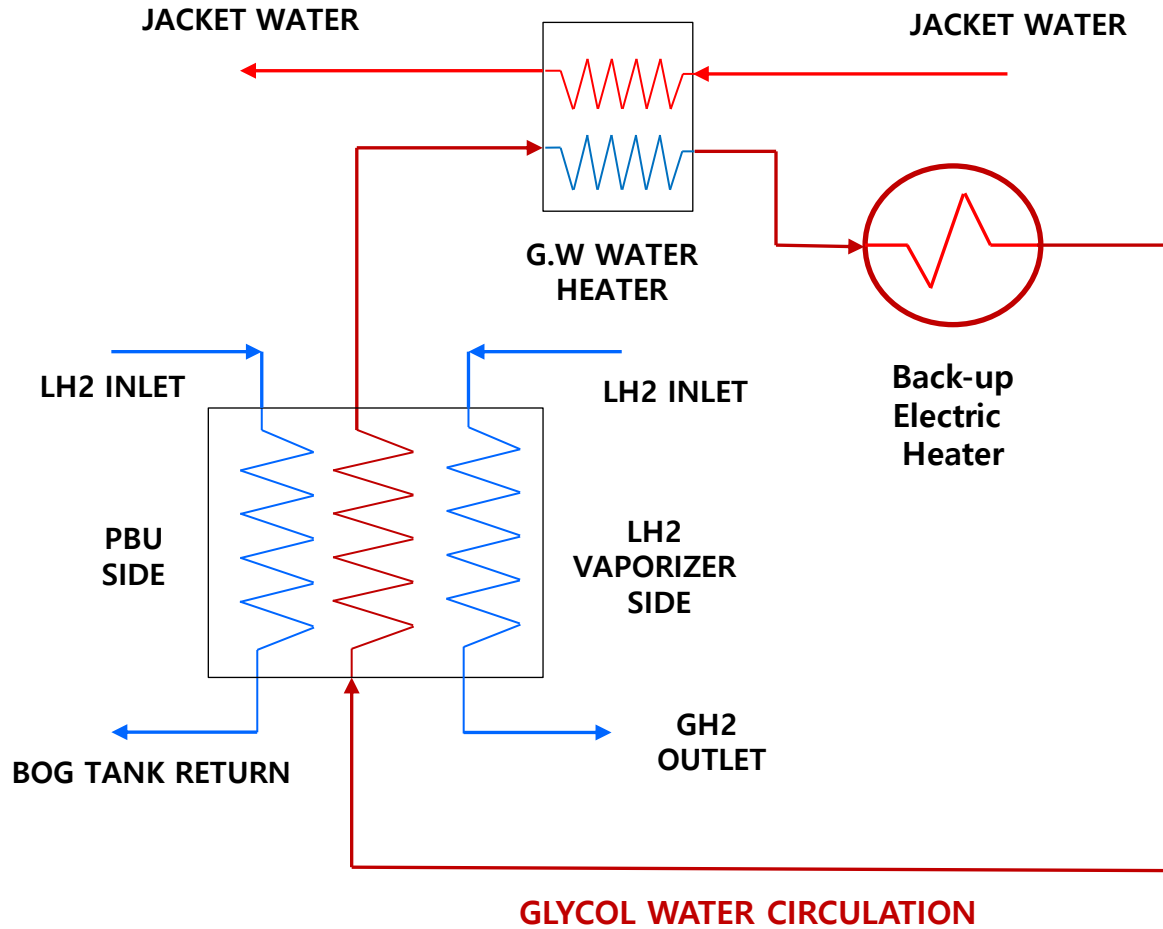 JACKET WATER
JACKET WATER
G.W WATER
HEATER
LH2 INLET
LH2 INLET
Back-up
Electric
Heater
PBU
SIDE
LH2
VAPORIZER
SIDE
GH2
OUTLET
BOG TANK RETURN
GLYCOL WATER CIRCULATION